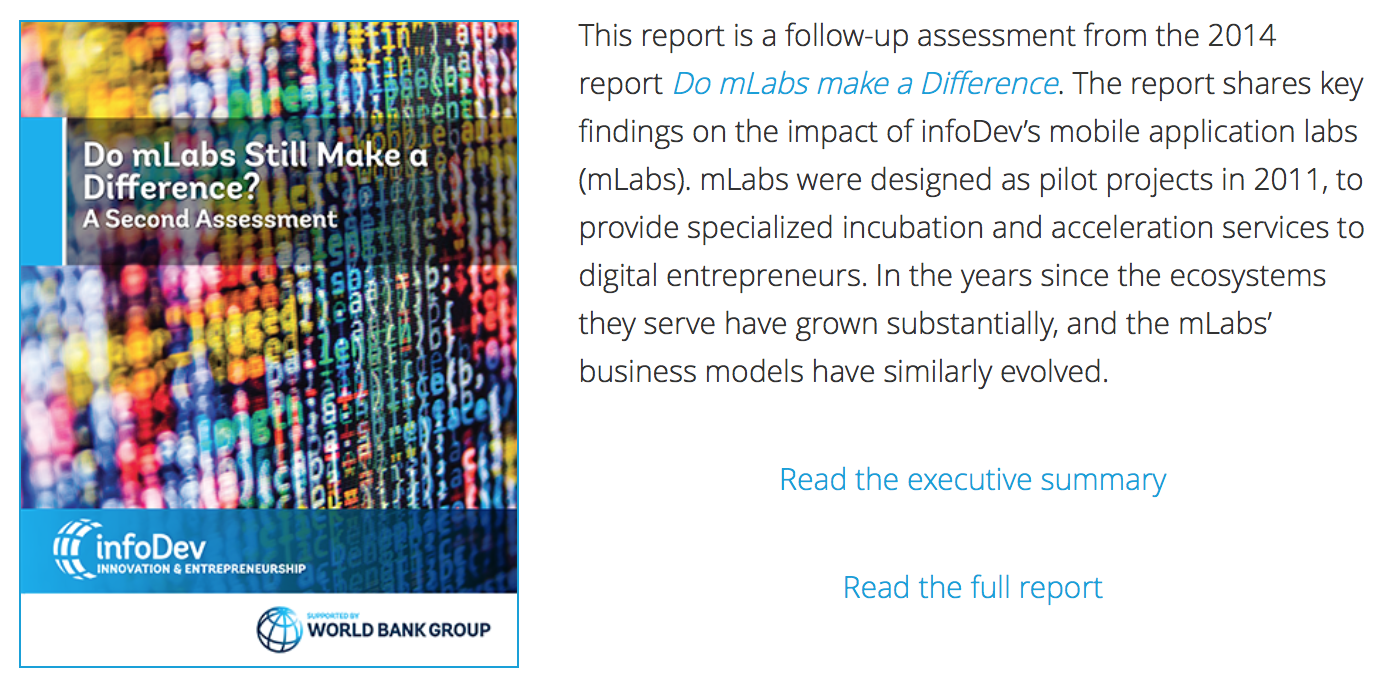 Do mLabs Still Make a
Difference?
A Second Assessment
infoDev
INNOVATION & ENTREPRENEURSHIP
SUPPORTED BY
WORLD BANK GROUP
This report is a follow-up assessment from the 2014
report Do mLabs make a Difference. The report shares key
findings on the impact of infoDev’s mobile application labs
(mLabs). mLabs were designed as pilot projects in 2011, to
provide specialized incubation and acceleration services to
digital entrepreneurs. In the years since the ecosystems
they serve have grown substantially, and the mLabs’
business models have similarly evolved.
Read the executive summary
Read the full report